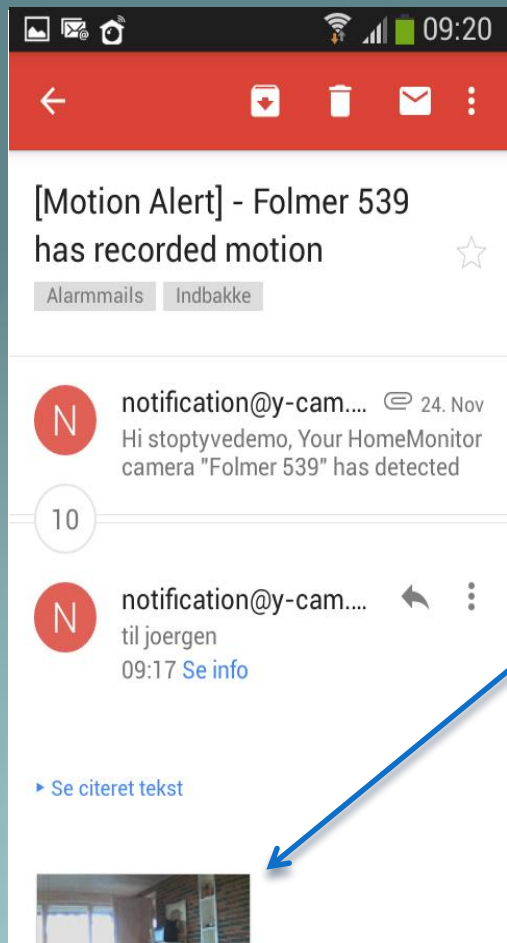 09:20
[Motion Alert] - Folmer 539
has recorded motion
Alarmmails Indbakke
N
notification@y-cam.... 24. Nov
Hi stoptyvedemo, Your HomeMonitor
camera "Folmer 539" has detected
10
N
notification@y-cam....
til joergen
09:17 Se info
Se citeret tekst